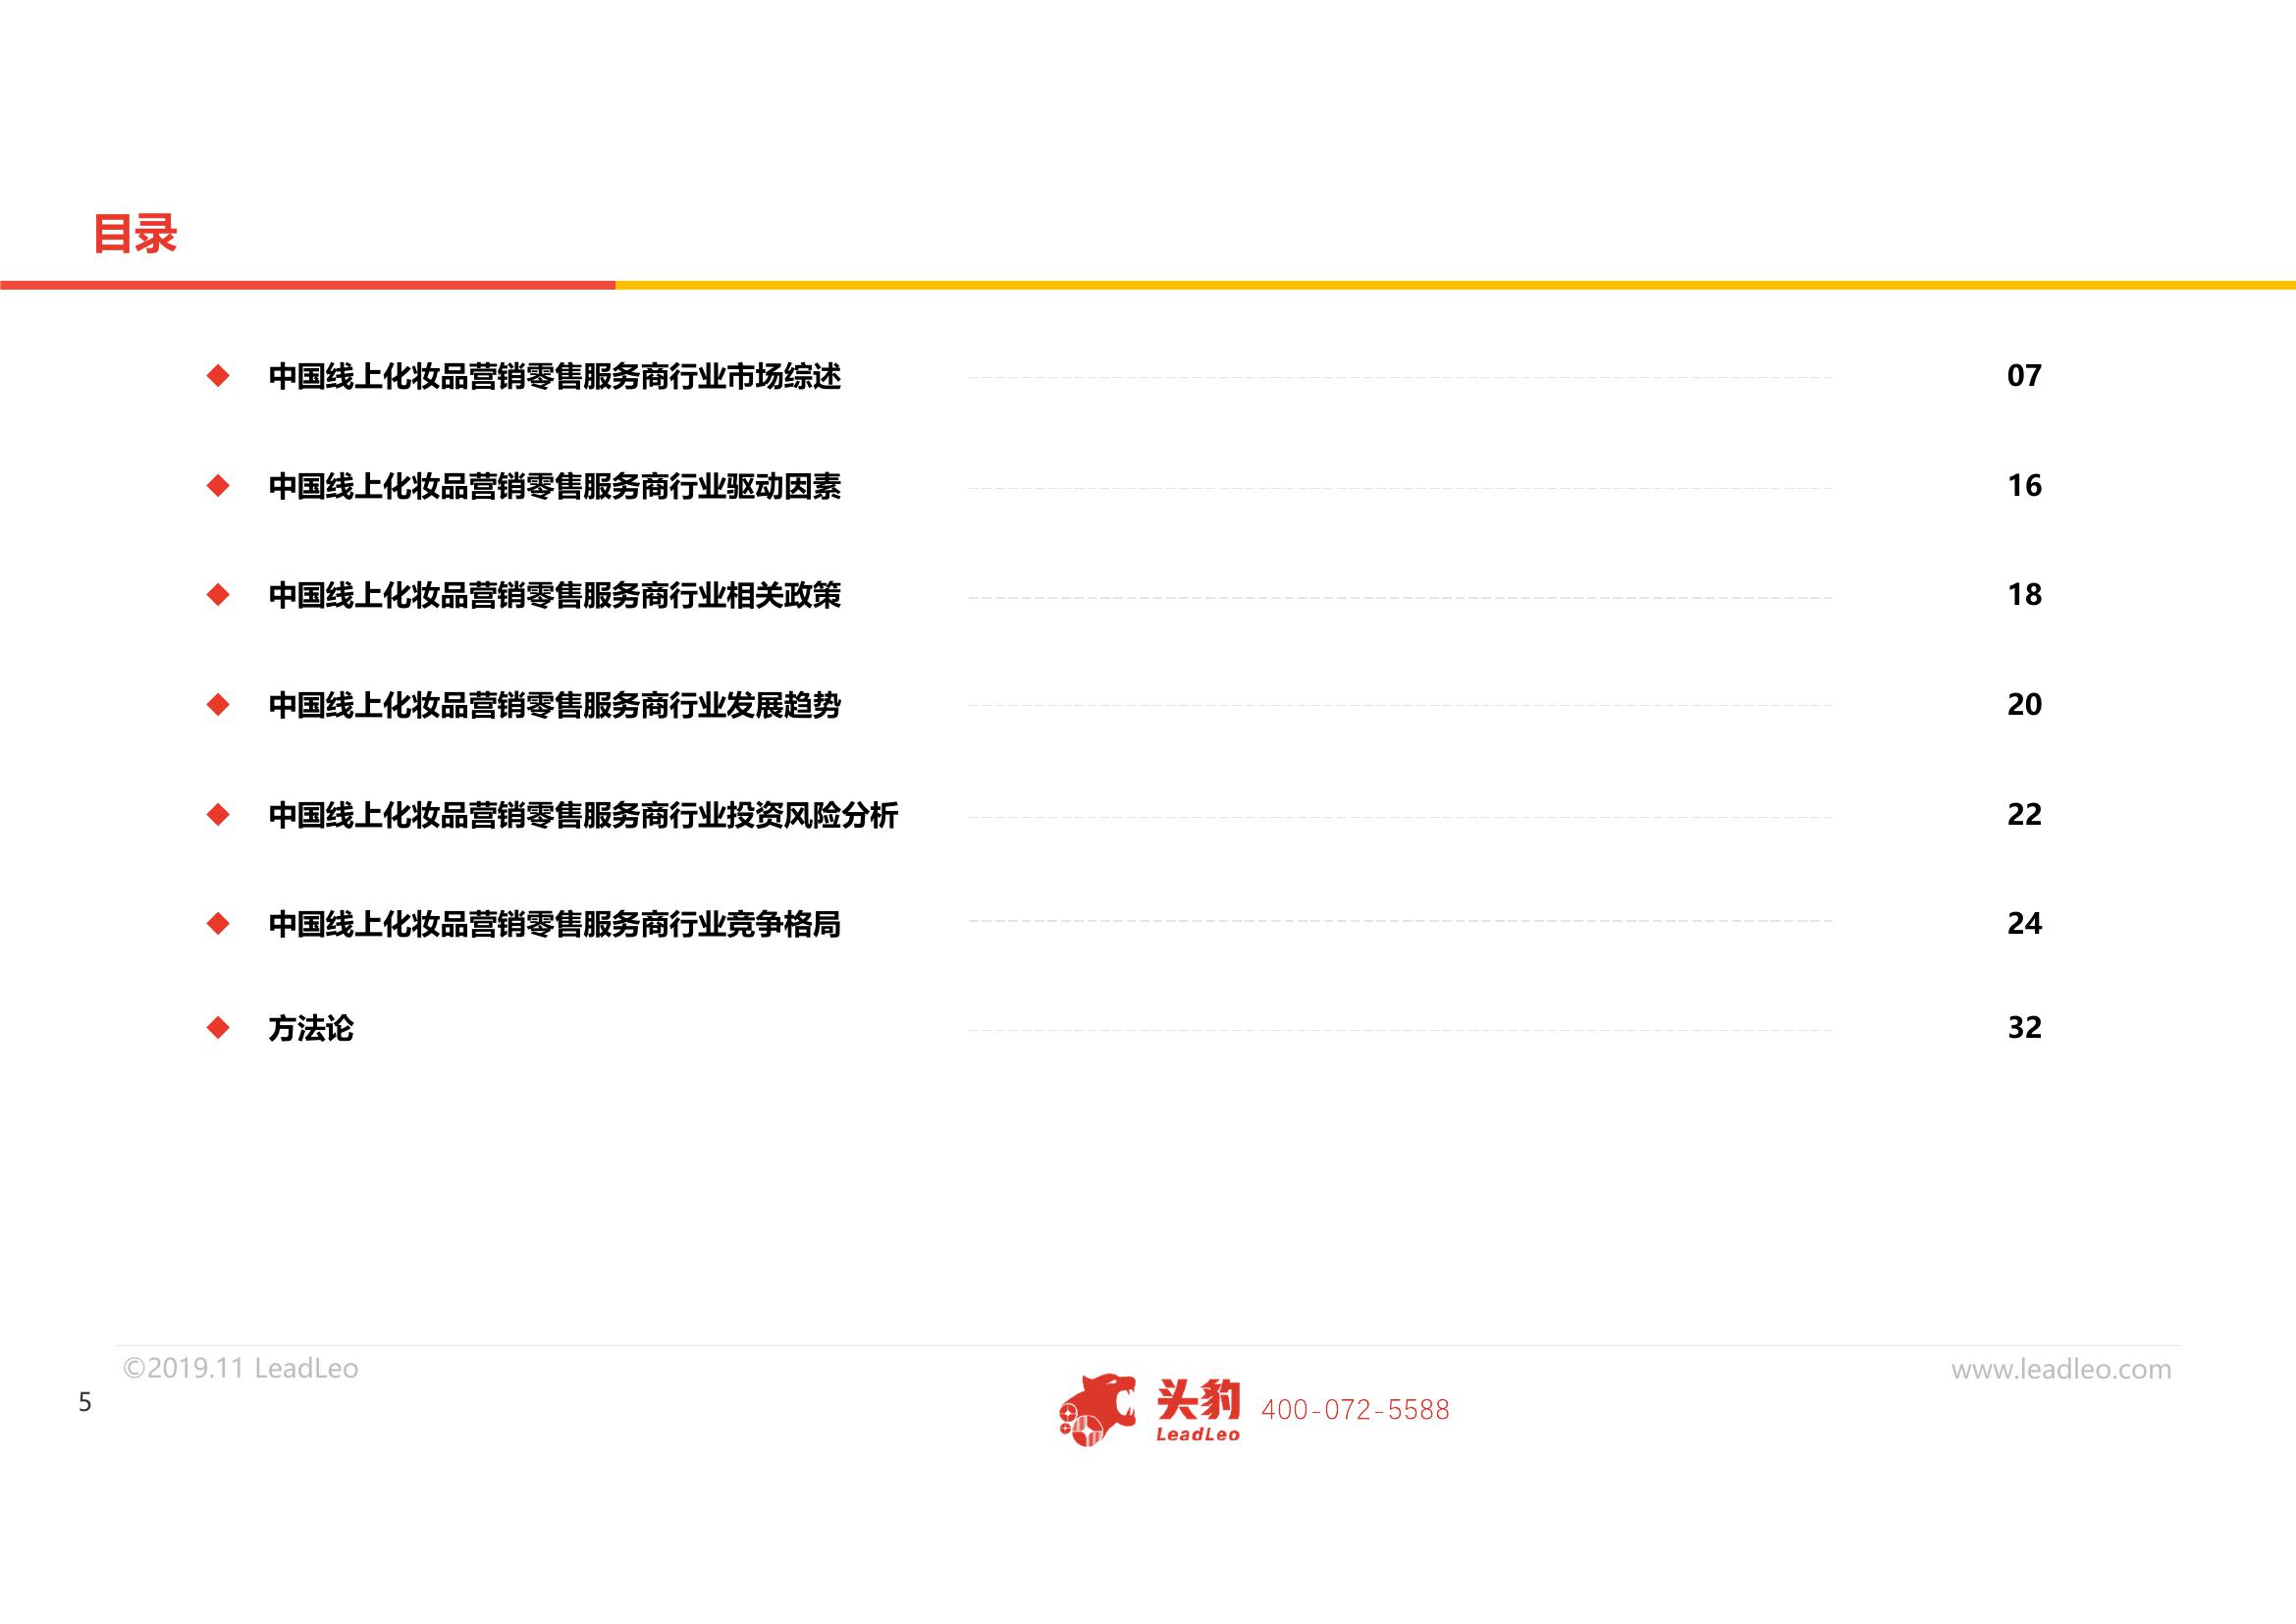 目录
中国线上化妆品营销零售服务商行业市场综述 07
中国线上化妆品营销零售服务商行业驱动因素 16
中国线上化妆品营销零售服务商行业相关政策 18
中国线上化妆品营销零售服务商行业发展趋势 20
中国线上化妆品营销零售服务商行业投资风险分析 22
中国线上化妆品营销零售服务商行业竞争格局 24
方法论 32
©2019.11 LeadLeo
www.leadleo.com
5
头豹
LeadLeo
400-072-5588